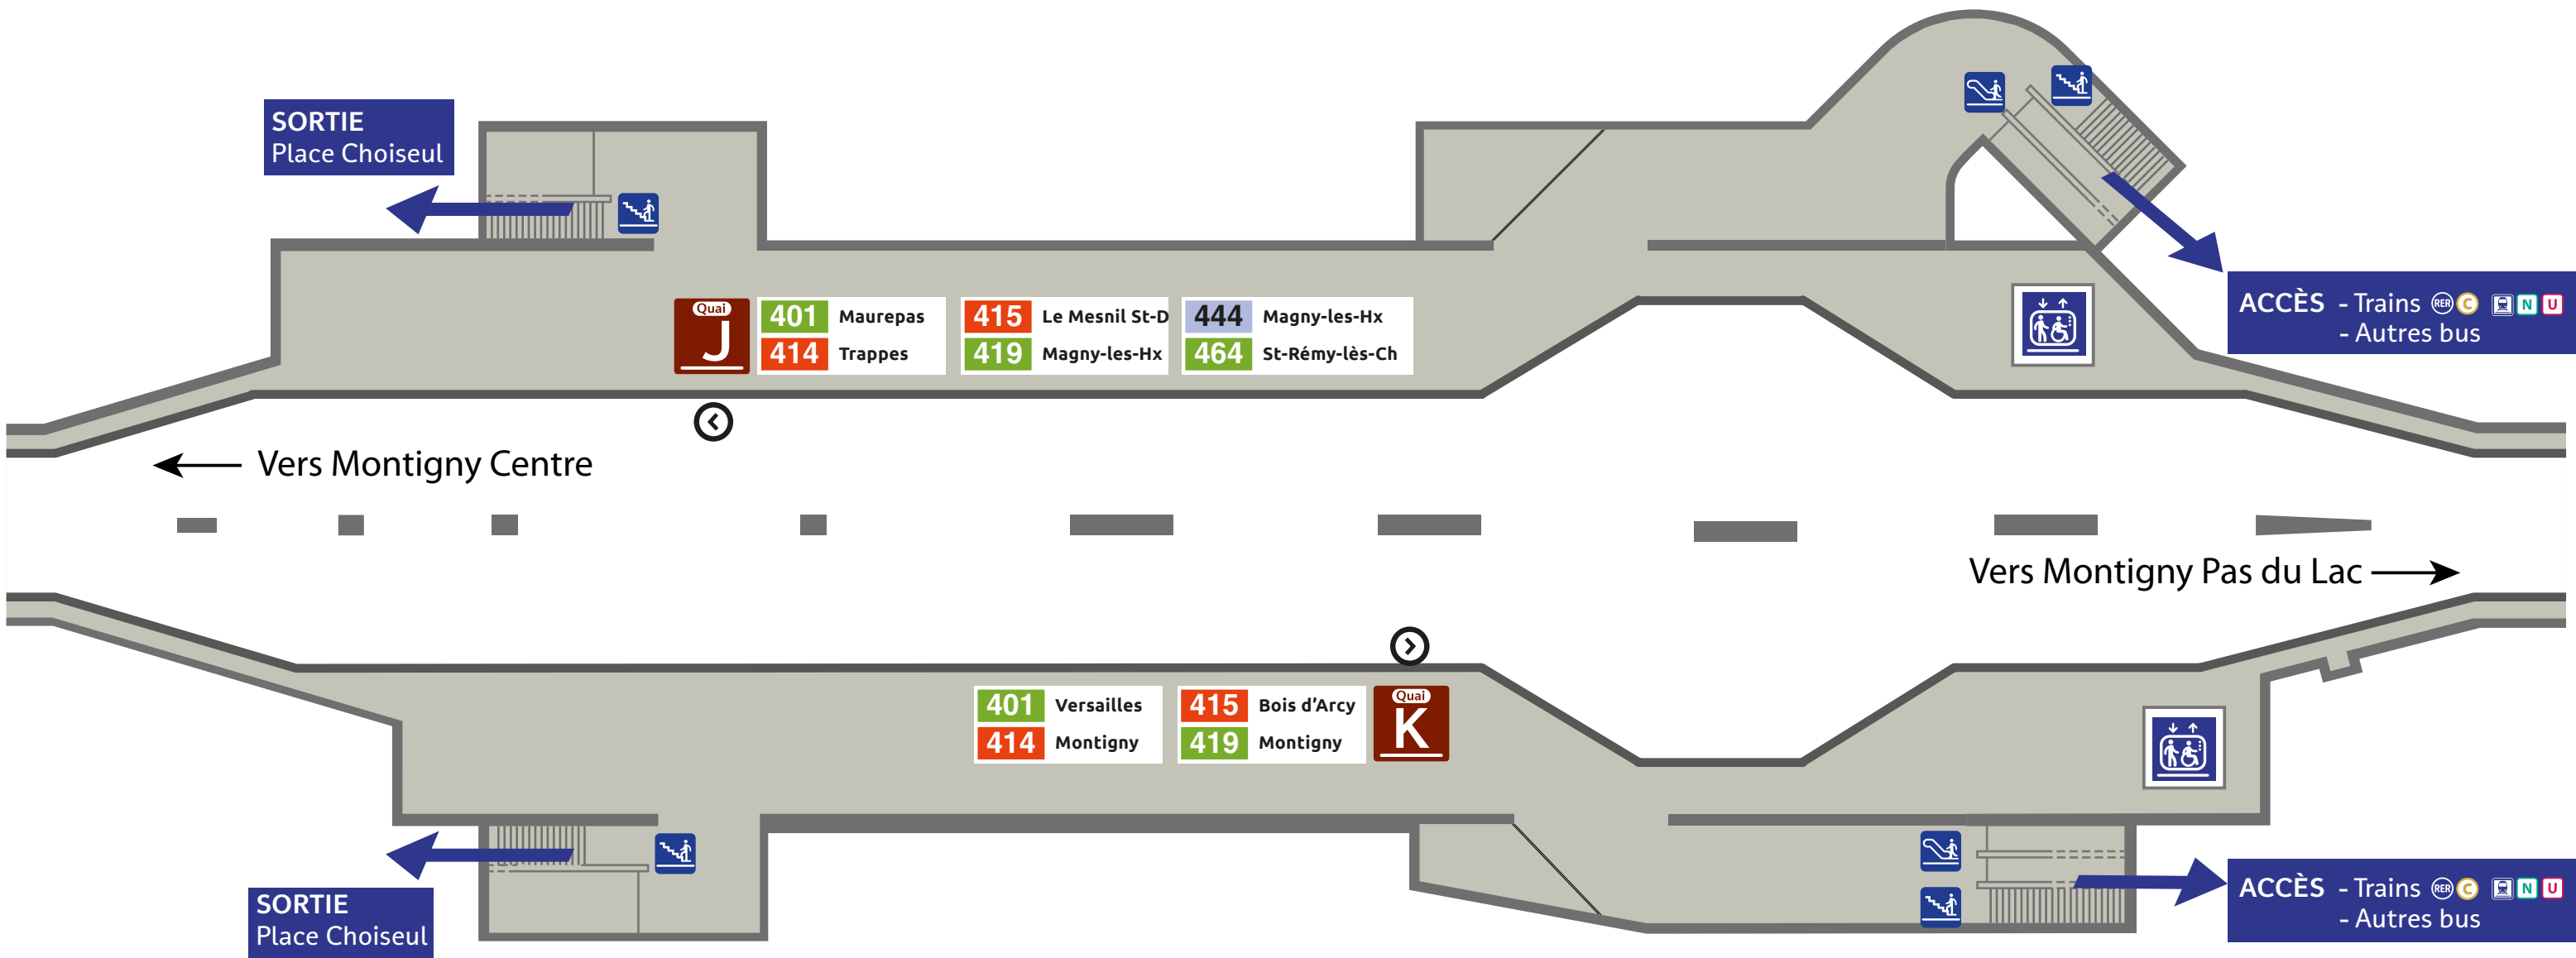 SORTIE
Place Choiseul
Quai
J
401 Maurepas
414 Trappes
415 Le Mesnil St-D
419 Magny-les-Hx
444 Magny-les-Hx
464 St-Rémy-lès-Ch
ACCÈS - Trains RER C N U
- Autres bus
Vers Montigny Centre
Vers Montigny Pas du Lac
401 Versailles
414 Montigny
415 Bois d'Arcy
419 Montigny
Quai
K
SORTIE
Place Choiseul
ACCÈS - Trains RER C N U
- Autres bus